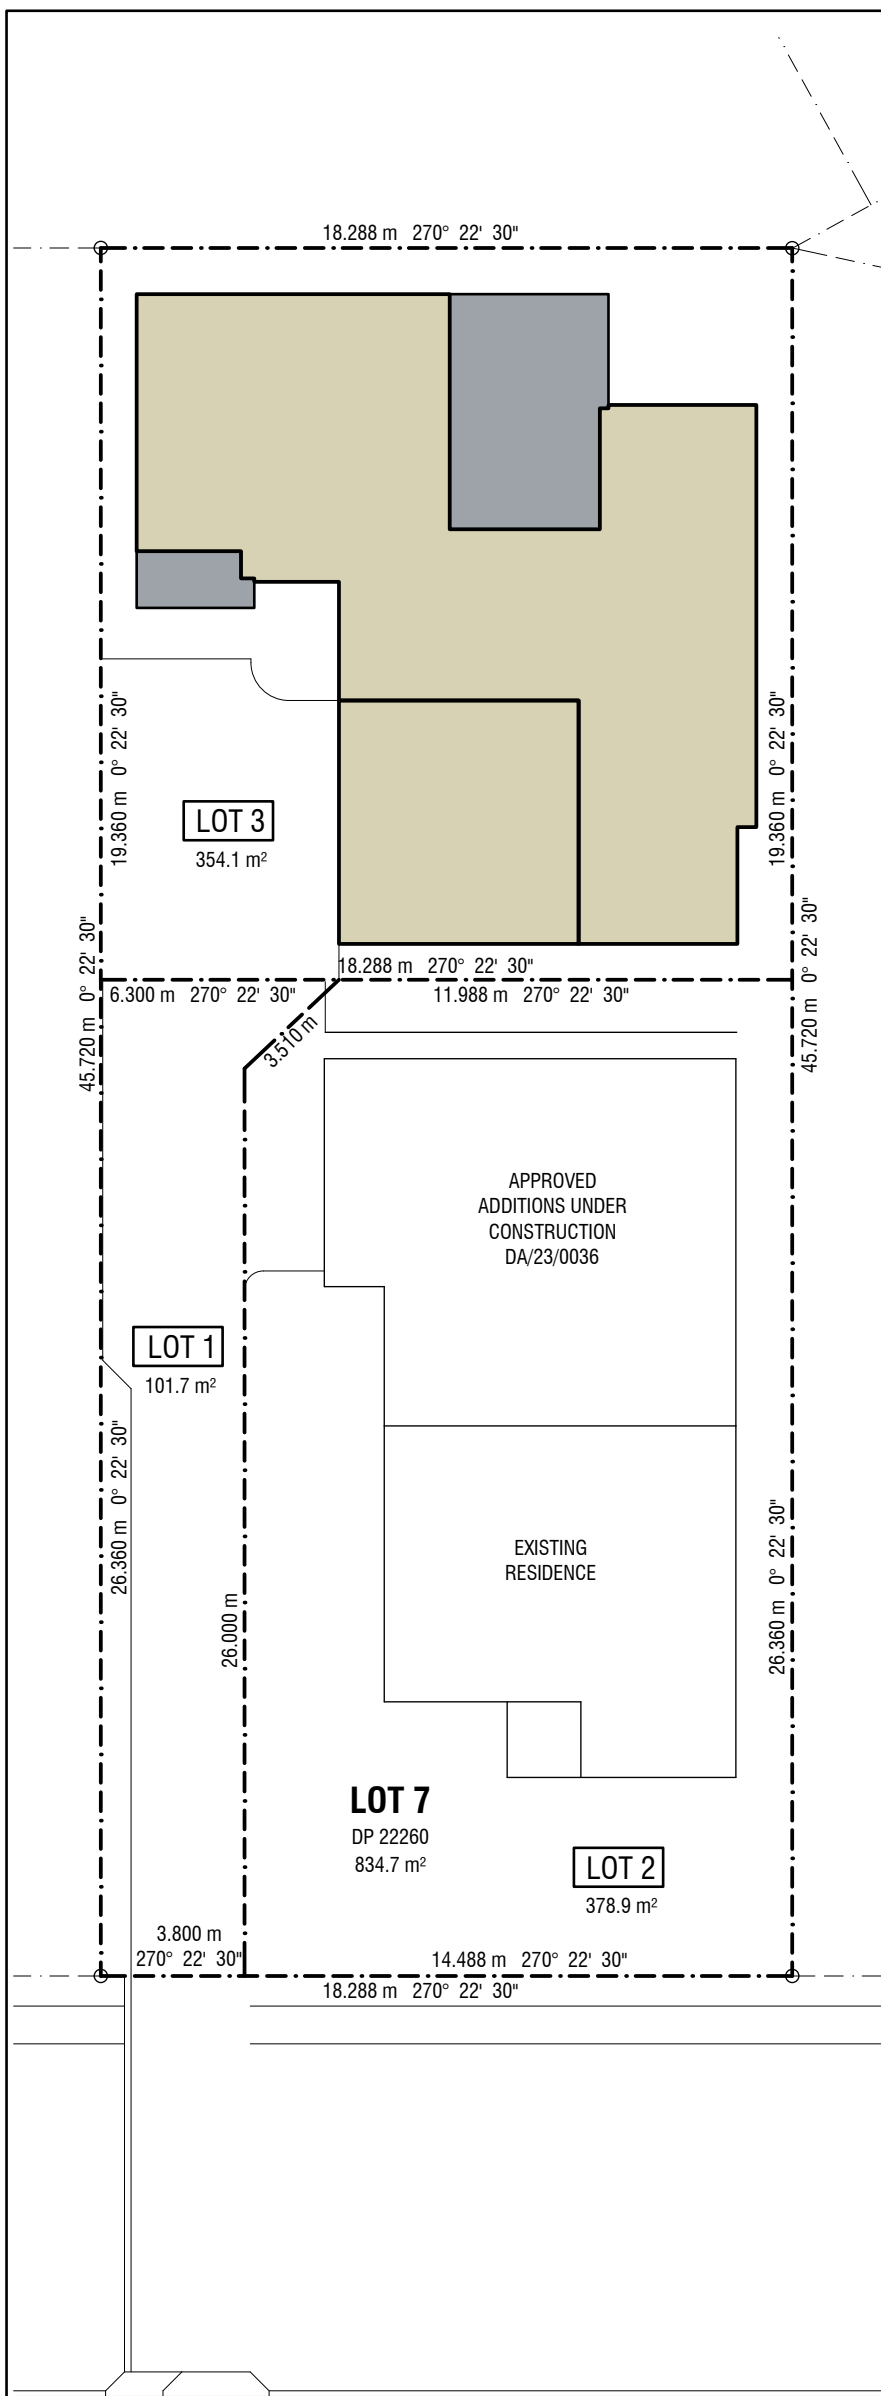 18.288 m 270° 22' 30"
19.360 m 0° 22' 30"
19.360 m 0° 22' 30"
LOT 3
354.1 m²
45.720 m 0° 22' 30"
45.720 m 0° 22' 30"
18.288 m 270° 22' 30"
6.300 m 270° 22' 30"
11.988 m 270° 22' 30"
3.510 m
APPROVED
ADDITIONS UNDER
CONSTRUCTION
DA/23/0036
LOT 1
101.7 m²
26.360 m 0° 22' 30"
26.000 m
26.360 m 0° 22' 30"
EXISTING
RESIDENCE
LOT 7
DP 22260
834.7 m²
LOT 2
378.9 m²
3.800 m
270° 22' 30"
14.488 m 270° 22' 30"
18.288 m 270° 22' 30"